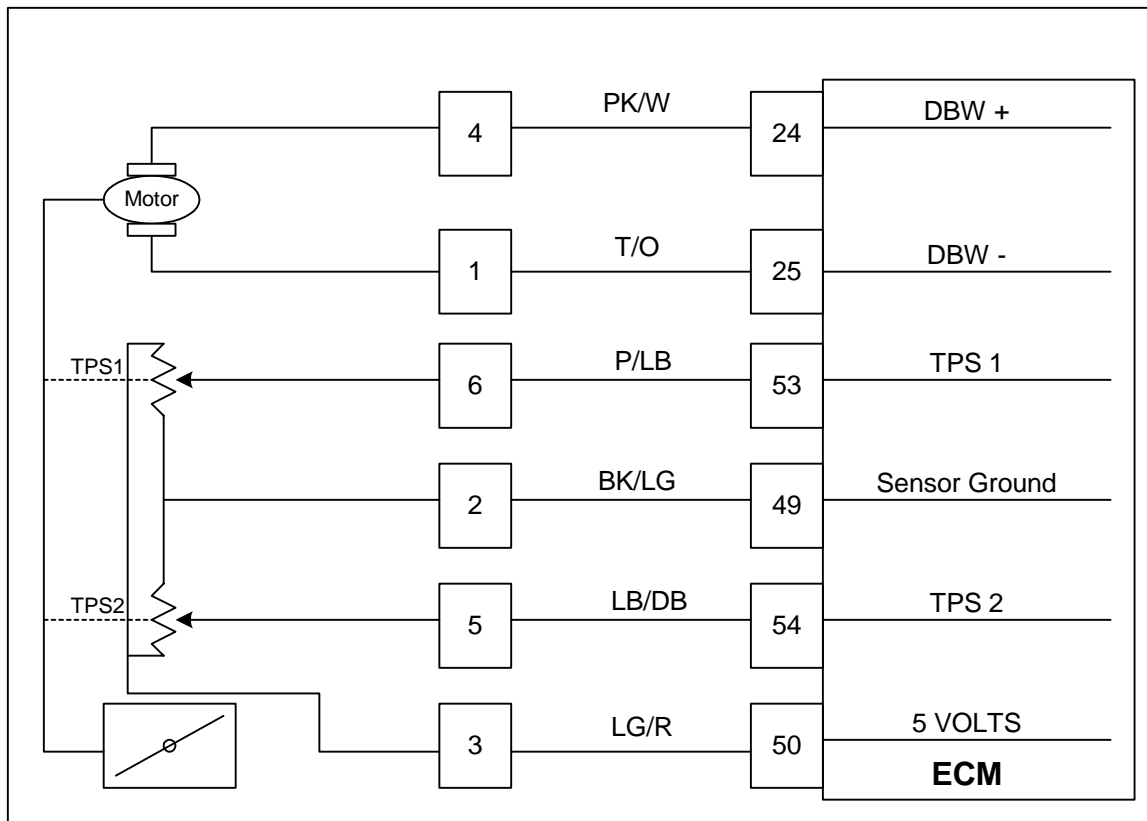 4 PK/W 24 DBW +
Motor
1 T/O 25 DBW -
TPS1 6 P/LB 53 TPS 1
2 BK/LG 49 Sensor Ground
TPS2 5 LB/DB 54 TPS 2
3 LG/R 50 5 VOLTS
ECM